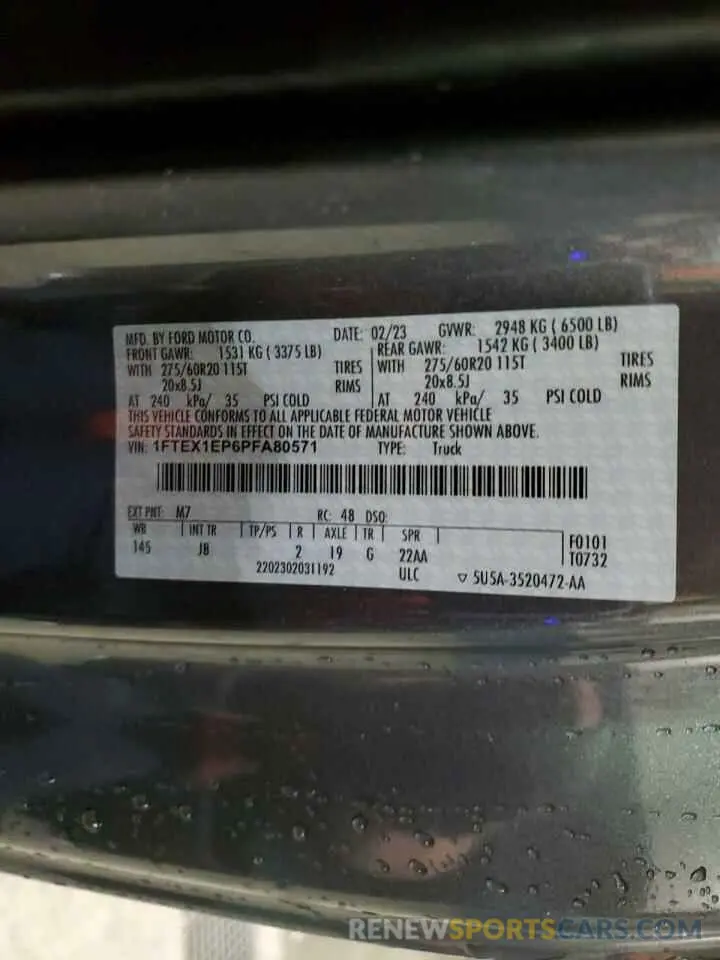 MFD. BY FORD MOTOR CO. DATE: 02/23 GVWR: 2948 KG ( 6500 LB)
FRONT GAWR: 1531 KG ( 3375 LB) REAR GAWR: 1542 KG ( 3400 LB)
WITH 275/60R20 115T TIRES WITH 275/60R20 115T TIRES
20x8.5J RIMS 20x8.5J RIMS
AT 240 kPa/ 35 PSI COLD AT 240 kPa/ 35 PSI COLD
THIS VEHICLE CONFORMS TO ALL APPLICABLE FEDERAL MOTOR VEHICLE
SAFETY STANDARDS IN EFFECT ON THE DATE OF MANUFACTURE SHOWN ABOVE.
VIN: 1FTEX1EP6PFA80571 TYPE: Truck
EXT PNT: M7 RC: 48 DSO:
WB INT TR TP/PS R AXLE TR SPR F0101
145 JB 2 19 G 22AA T0732
2202302031192 ULC ▽ 5U5A-3520472-AA
RENEWSPORTSCARS.COM